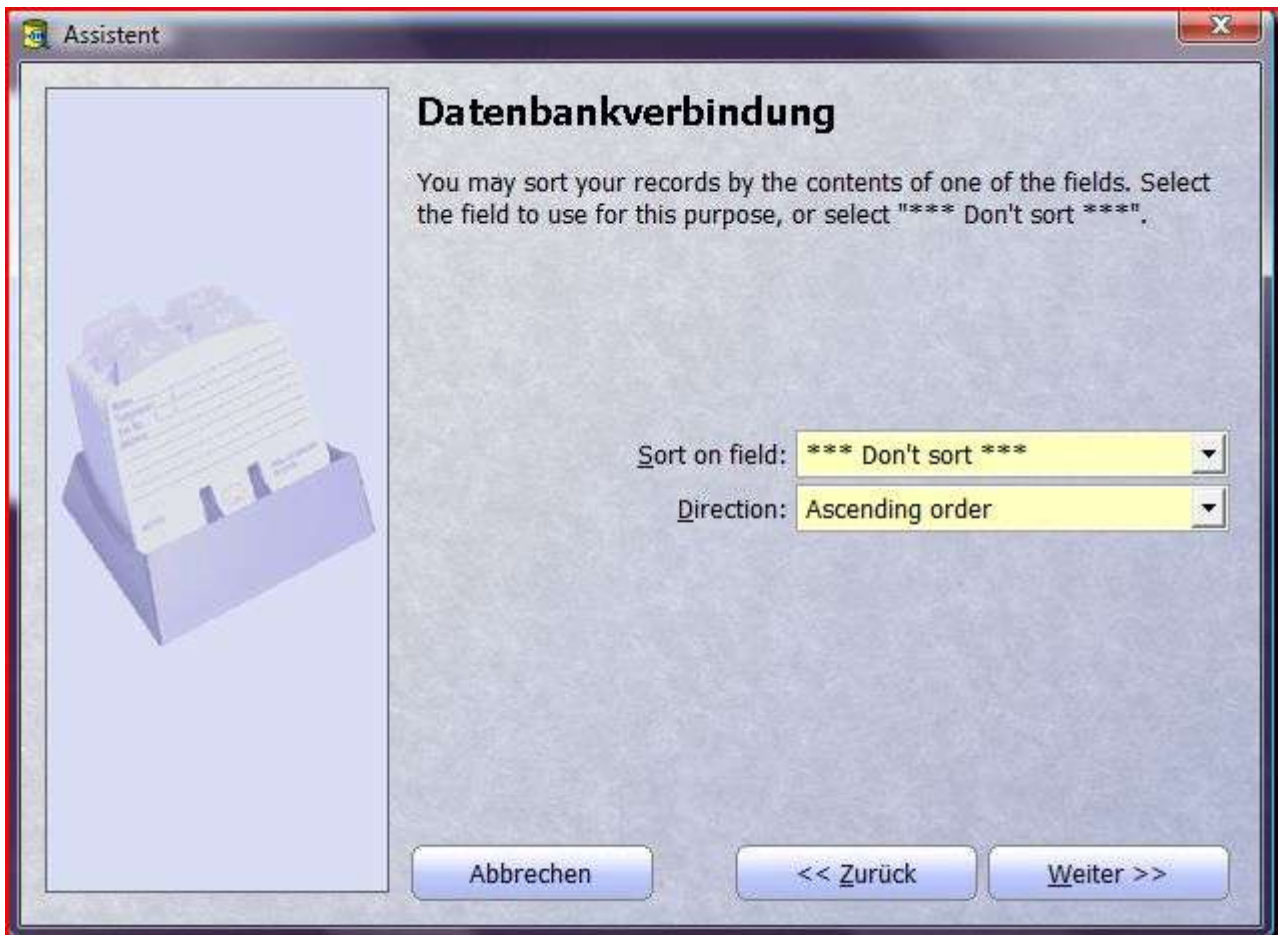 Assistent
Datenbankverbindung
You may sort your records by the contents of one of the fields. Select
the field to use for this purpose, or select "*** Don't sort ***".
Sort on field: *** Don't sort ***
Direction: Ascending order
Abbrechen << Zurück Weiter >>